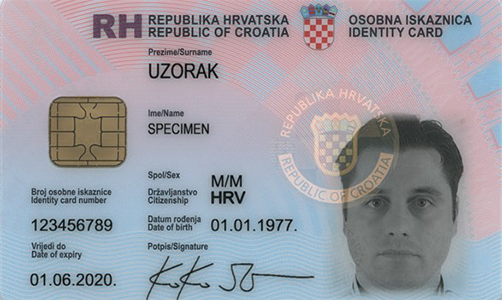 RH REPUBLIKA HRVATSKA
REPUBLIC OF CROATIA
OSOBNA ISKAZNICA
IDENTITY CARD
Prezime/Surname
UZORAK
Ime/Name
SPECIMEN
REPUBLIKA HRVATSKA
REPUBLIC OF CROATIA
Spol/Sex
M/M
Državljanstvo
Citizenship
HRV
Broj osobne iskaznice
Identity card number
123456789
Datum rođenja
Date of birth
01.01.1977.
Vrijedi do
Date of expiry
01.06.2020.
Potpis/Signature